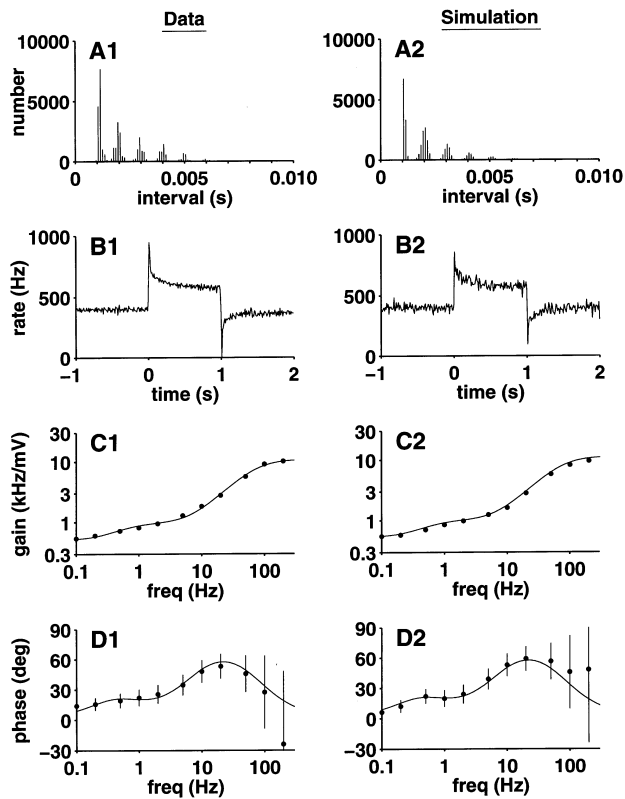 Data
Simulation
A1
10000
5000
0
number
0
0.005
0.010
interval (s)
A2
10000
5000
0
0
0.005
0.010
interval (s)
B1
1000
500
0
rate (Hz)
−1
0
1
2
time (s)
B2
1000
500
0
−1
0
1
2
time (s)
C1
30
10
3
1
0.3
gain (kHz/mV)
0.1
1
10
100
freq (Hz)
C2
30
10
3
1
0.3
0.1
1
10
100
freq (Hz)
D1
90
60
30
0
−30
phase (deg)
0.1
1
10
100
freq (Hz)
D2
90
60
30
0
−30
0.1
1
10
100
freq (Hz)